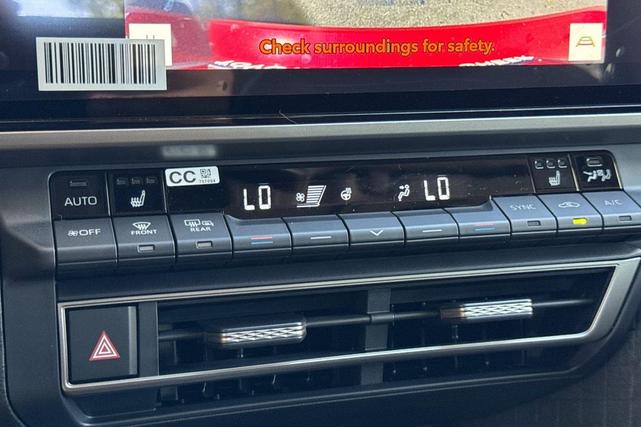 Check surroundings for safety.
CC
AUTO
LO
LO
OFF
FRONT
REAR
SYNC
A/C